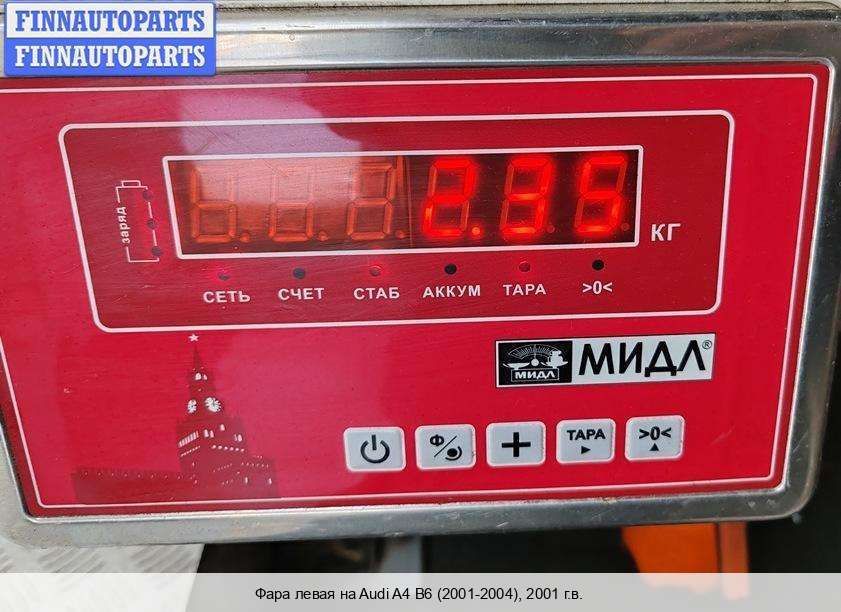 FINNAUTOPARTS
FINNAUTOPARTS
2.35
КГ
заряд
СЕТЬ СЧЕТ СТАБ АККУМ ТАРА >0<
МИДЛ МИДЛ®
Ф + ТАРА >0<
Фара левая на Audi A4 B6 (2001-2004), 2001 г.в.